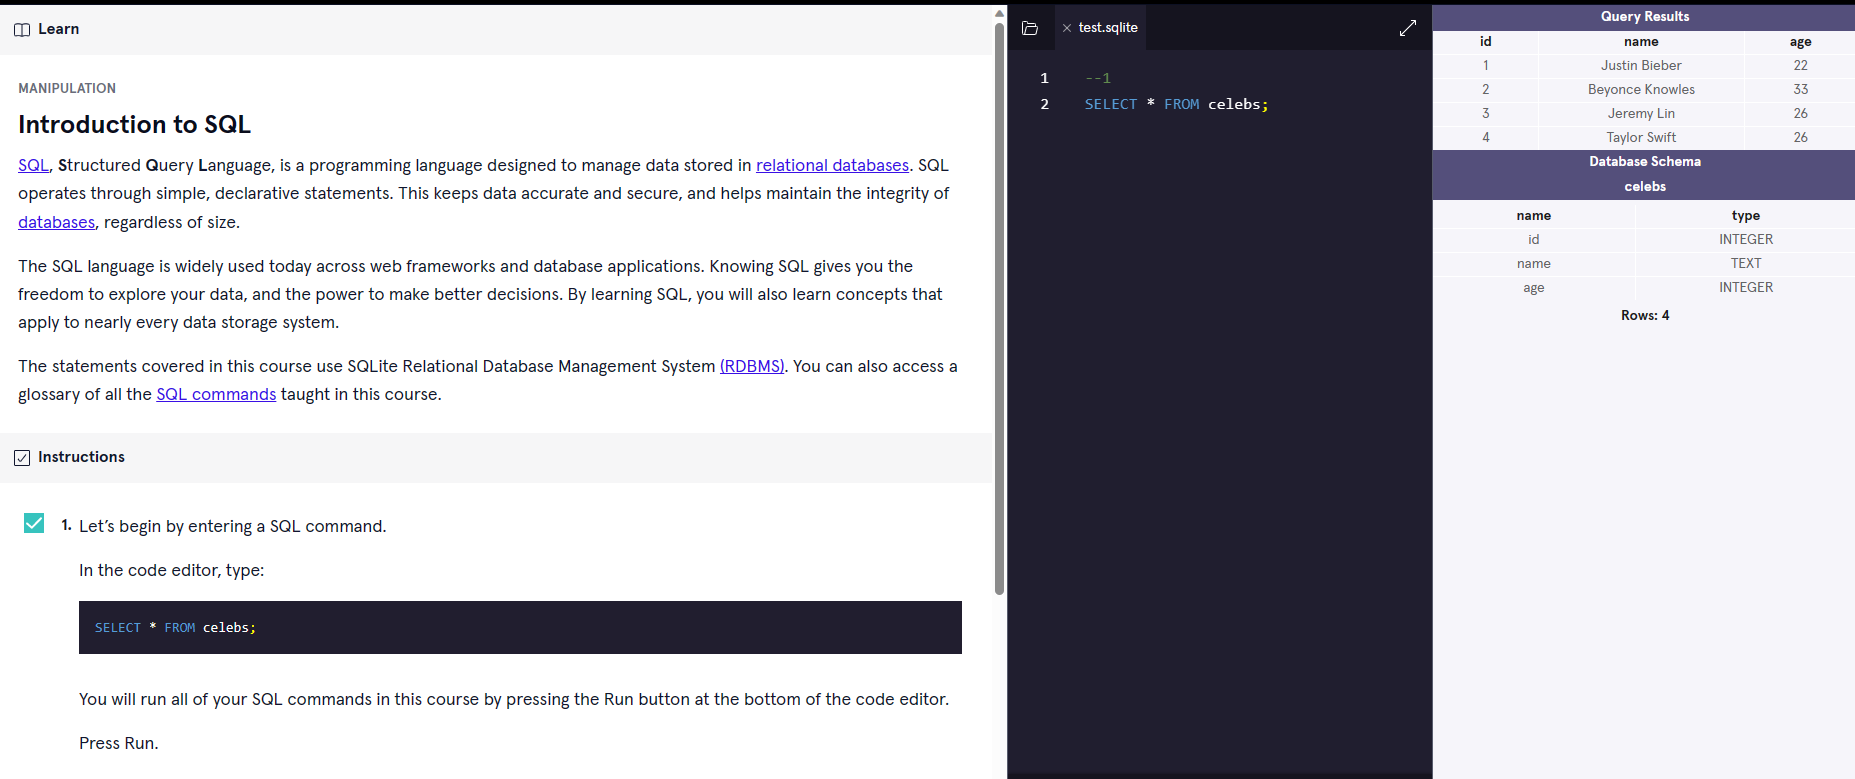 Learn
MANIPULATION
Introduction to SQL
SQL, Structured Query Language, is a programming language designed to manage data stored in relational databases. SQL
operates through simple, declarative statements. This keeps data accurate and secure, and helps maintain the integrity of
databases, regardless of size.
The SQL language is widely used today across web frameworks and database applications. Knowing SQL gives you the
freedom to explore your data, and the power to make better decisions. By learning SQL, you will also learn concepts that
apply to nearly every data storage system.
The statements covered in this course use SQLite Relational Database Management System (RDBMS). You can also access a
glossary of all the SQL commands taught in this course.
Instructions
1. Let's begin by entering a SQL command.
In the code editor, type:
SELECT * FROM celebs;
You will run all of your SQL commands in this course by pressing the Run button at the bottom of the code editor.
Press Run.
test.sqlite
1 --1
2 SELECT * FROM celebs;
Query Results
id name age
1 Justin Bieber 22
2 Beyonce Knowles 33
3 Jeremy Lin 26
4 Taylor Swift 26
Database Schema
celebs
name type
id INTEGER
name TEXT
age INTEGER
Rows: 4